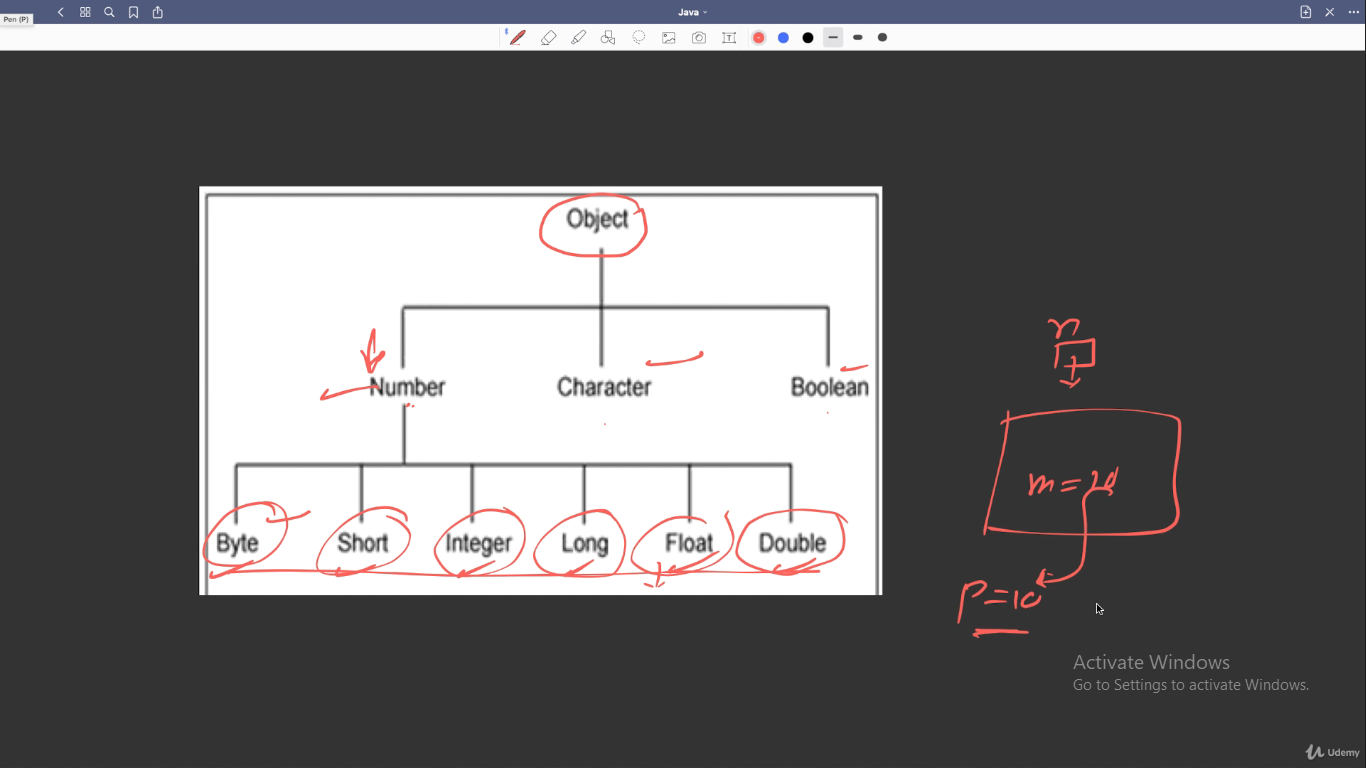 Pen (P)
Java
Object
Number Character Boolean
Byte Short Integer Long Float Double
n
m =
P=10
Activate Windows
Go to Settings to activate Windows.
Udemy